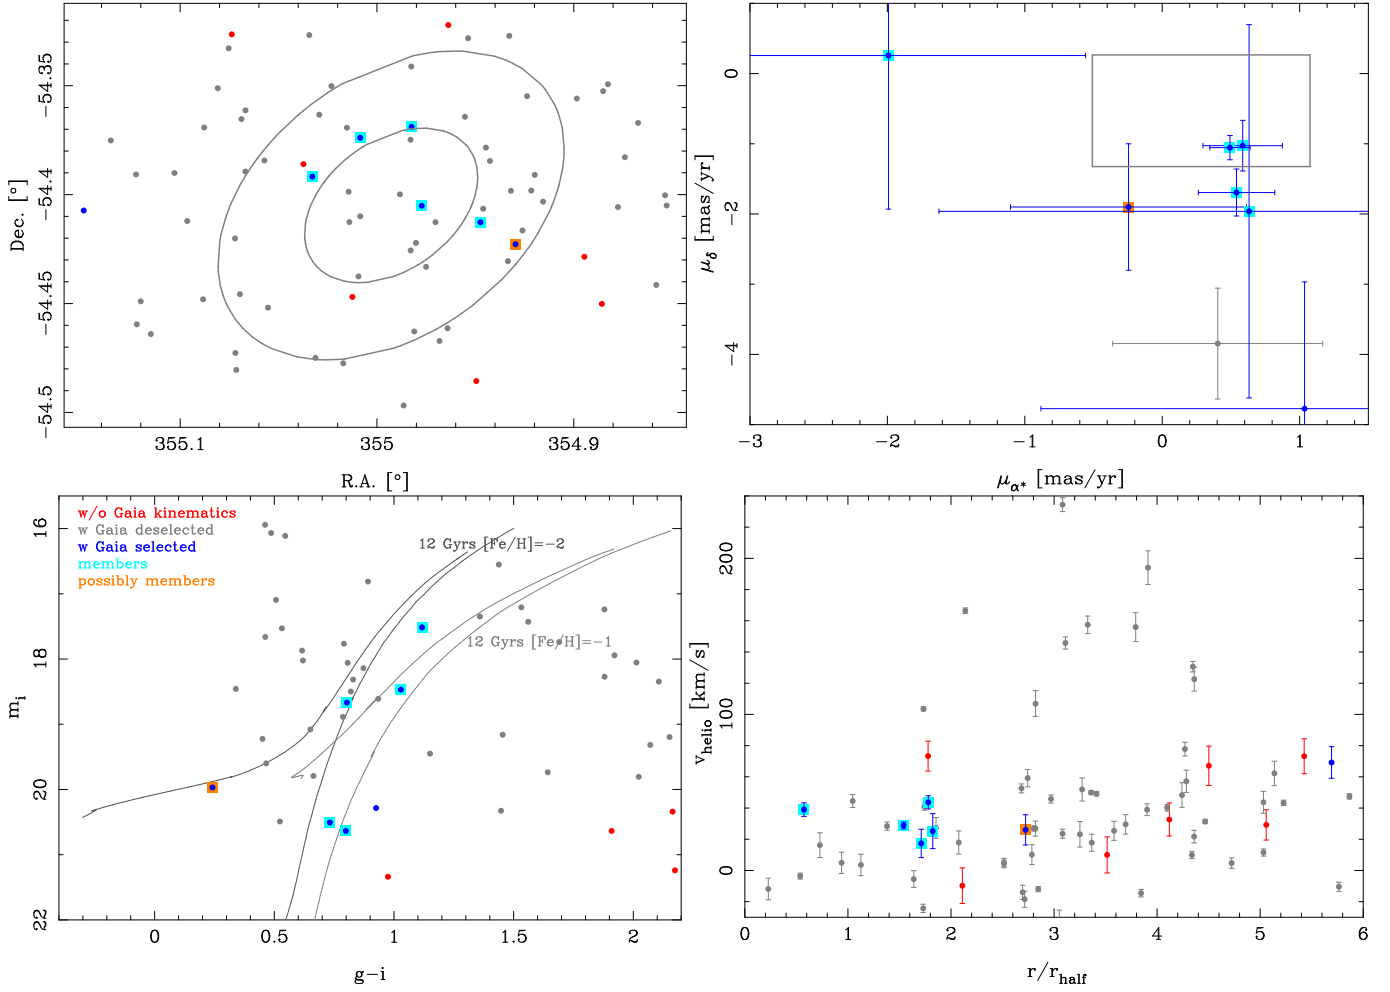 −54.35
−54.4
−54.45
−54.5
Dec. [°]
355.1
355
354.9
R.A. [°]
0
−2
−4
μδ [mas/yr]
−3
−2
−1
0
1
μα* [mas/yr]
w/o Gaia kinematics
w Gaia deselected
w Gaia selected
members
possibly members
12 Gyrs [Fe/H]=−2
12 Gyrs [Fe/H]=−1
16
18
20
22
mi
0
0.5
1
1.5
2
g−i
200
100
0
vhelio [km/s]
0
1
2
3
4
5
6
r/rhalf